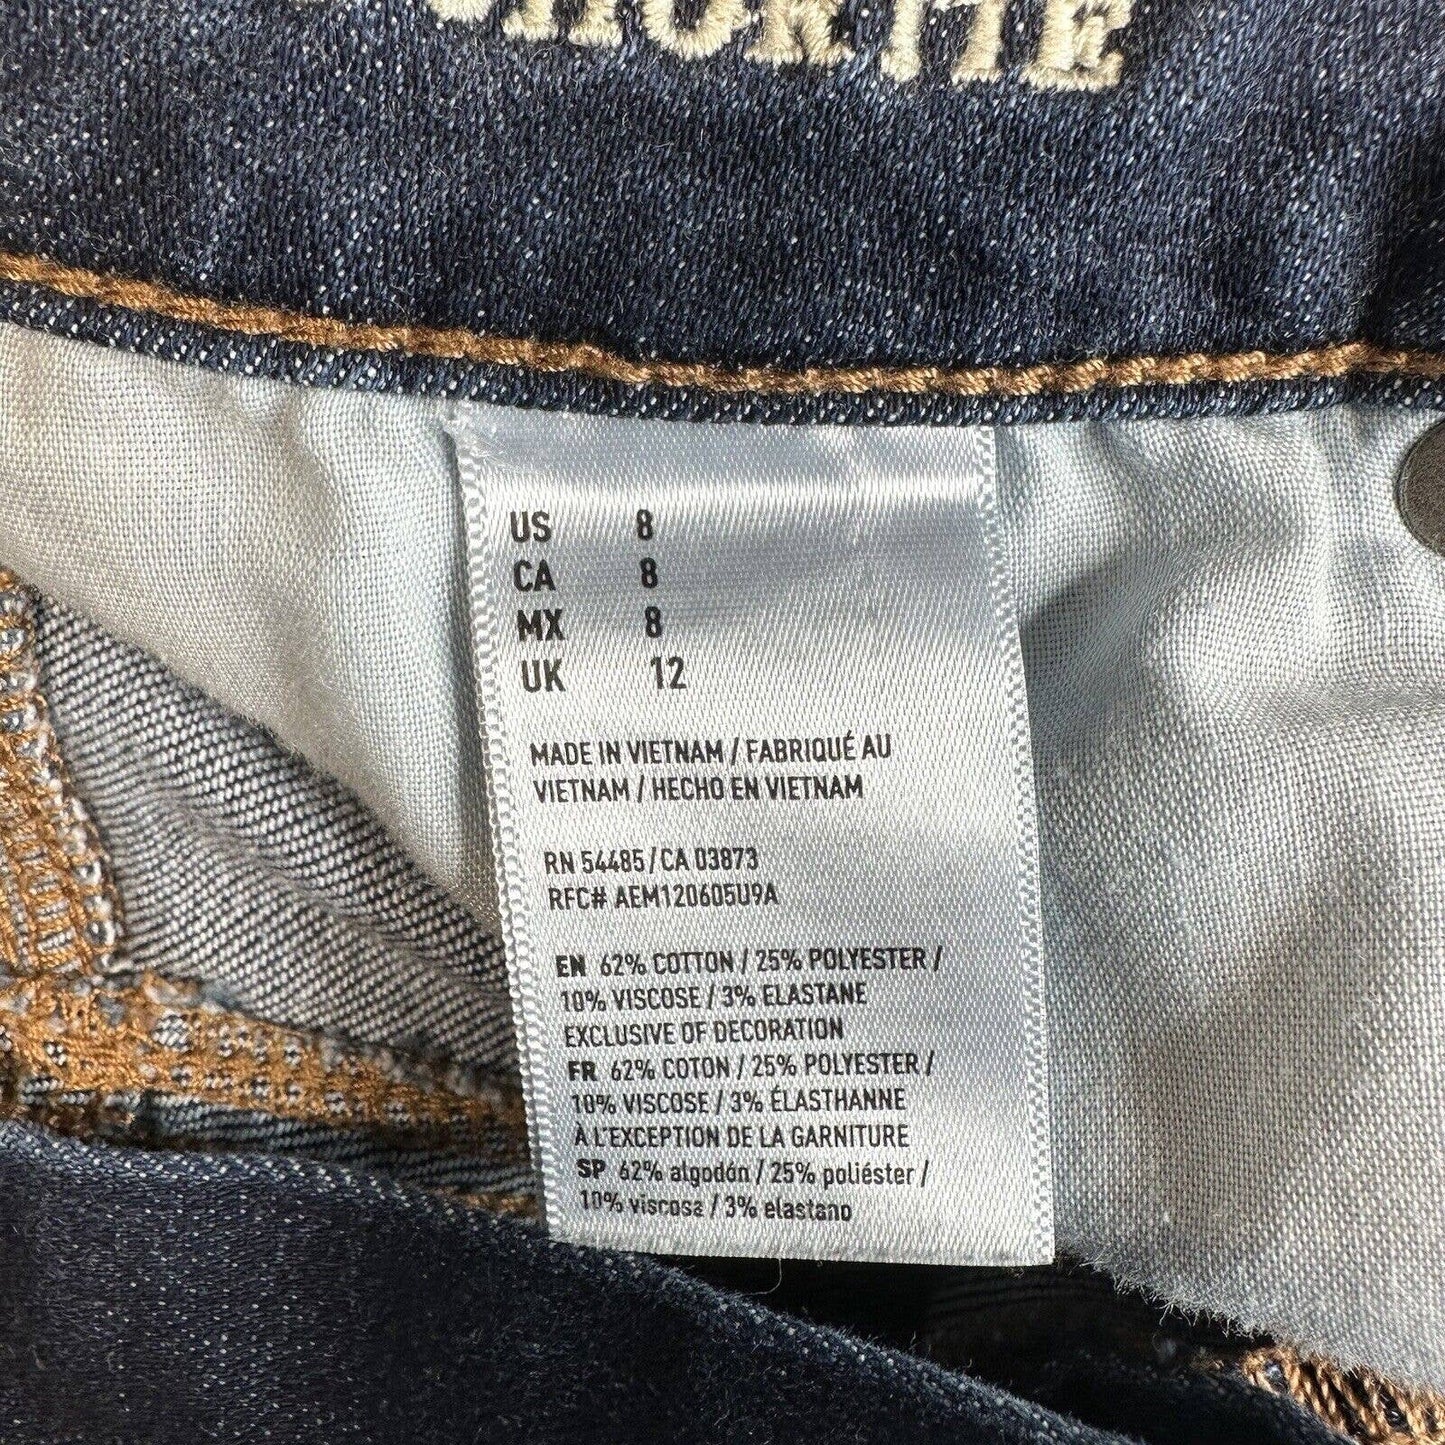 SHORTIE
US 8
CA 8
MX 8
UK 12
MADE IN VIETNAM / FABRIQUÉ AU
VIETNAM / HECHO EN VIETNAM
RN 54485/CA 03873
RFC# AEM120605U9A
EN 62% COTTON / 25% POLYESTER /
10% VISCOSE / 3% ELASTANE
EXCLUSIVE OF DECORATION
FR 62% COTON / 25% POLYESTER /
10% VISCOSE / 3% ÉLASTHANNE
À L'EXCEPTION DE LA GARNITURE
SP 62% algodón / 25% poliéster /
10% viscosa / 3% elastano